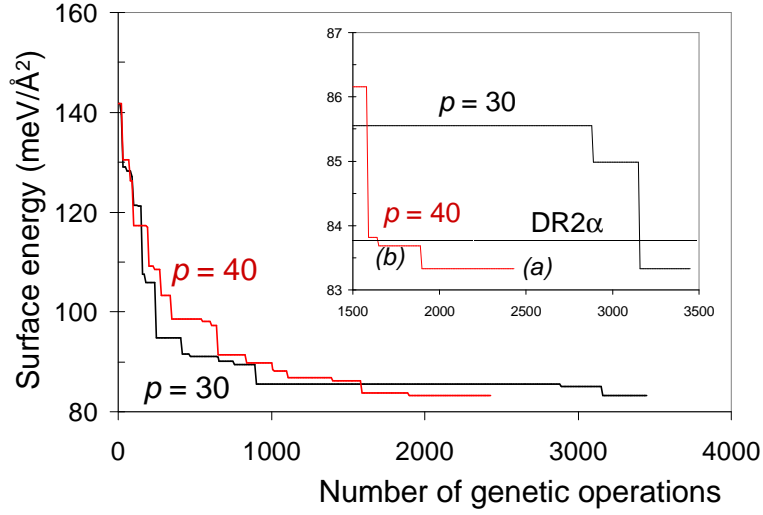 Surface energy (meV/Å²)
160
140
120
100
80
0
1000
2000
3000
4000
Number of genetic operations
p = 40
p = 30
87
86
85
84
83
1500
2000
2500
3000
3500
p = 30
p = 40
DR2α
(b)
(a)